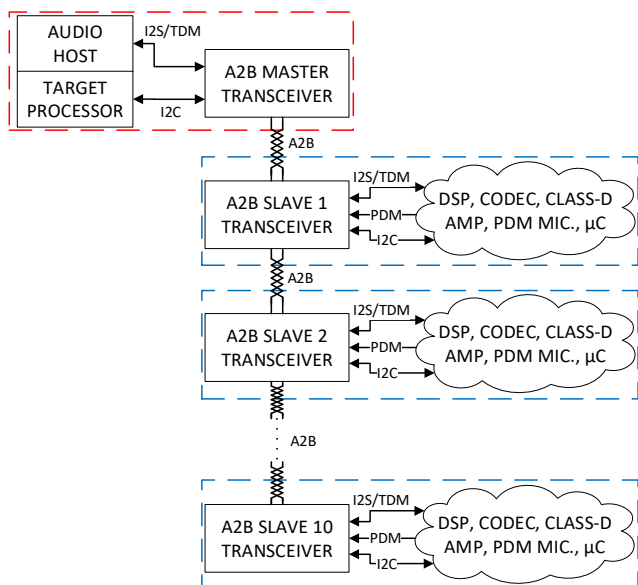 AUDIO
HOST
I2S/TDM
A2B MASTER
TRANSCEIVER
TARGET
PROCESSOR
I2C
A2B
A2B SLAVE 1
TRANSCEIVER
I2S/TDM
PDM
I2C
DSP, CODEC, CLASS-D
AMP, PDM MIC., µC
A2B
A2B SLAVE 2
TRANSCEIVER
I2S/TDM
PDM
I2C
DSP, CODEC, CLASS-D
AMP, PDM MIC., µC
A2B
A2B SLAVE 10
TRANSCEIVER
I2S/TDM
PDM
I2C
DSP, CODEC, CLASS-D
AMP, PDM MIC., µC